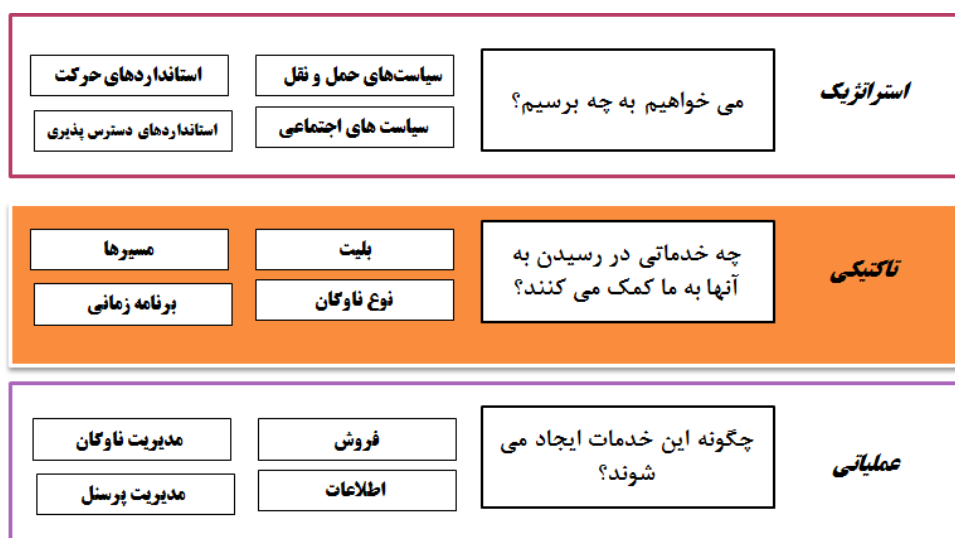 استراتژیک
می خواهیم به چه برسیم؟
سیاست‌های حمل و نقل
استانداردهای حرکت
سیاست های اجتماعی
استانداردهای دسترس پذیری
تاکتیکی
چه خدماتی در رسیدن به
آنها به ما کمک می کنند؟
بلیت
مسیرها
نوع ناوگان
برنامه زمانی
عملیاتی
چگونه این خدمات ایجاد می
شوند؟
فروش
مدیریت ناوگان
اطلاعات
مدیریت پرسنل